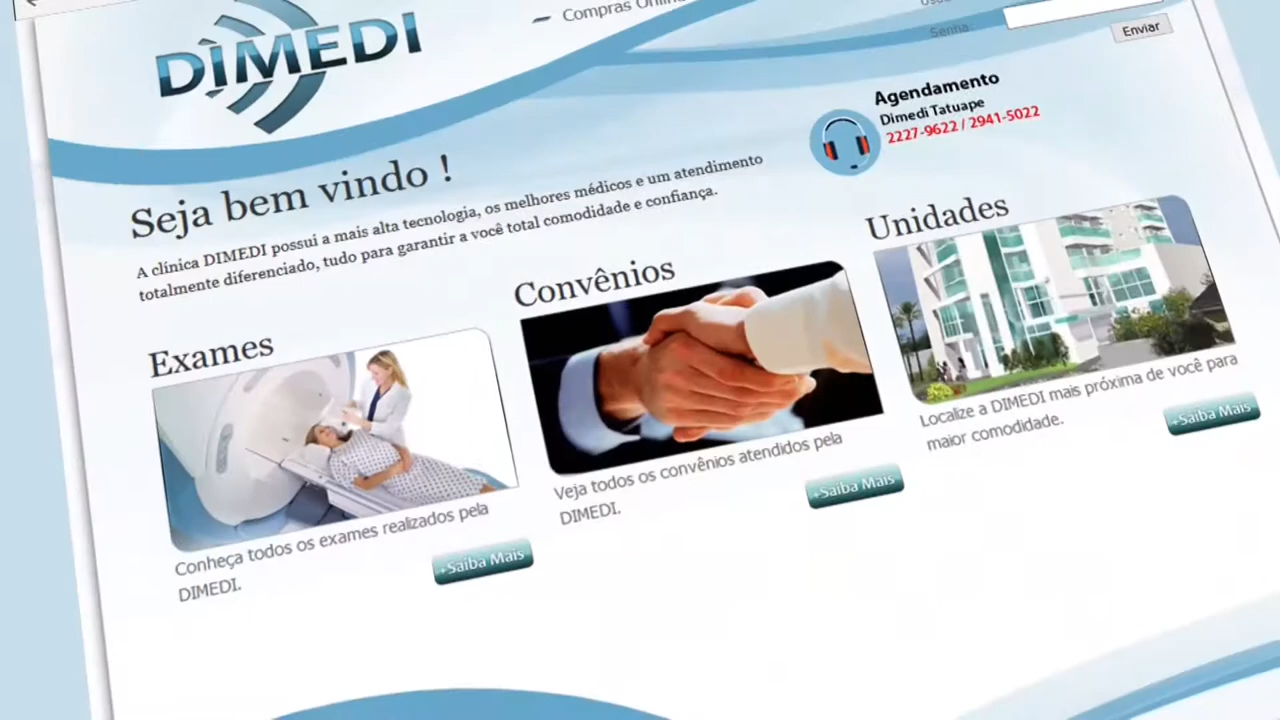 DIMEDI
Compras Online
Senha:
Enviar
Agendamento
Dimedi Tatuape
2227-9622 / 2941-5022
Seja bem vindo !
A clínica DIMEDI possui a mais alta tecnologia, os melhores médicos e um atendimento
totalmente diferenciado, tudo para garantir a você total comodidade e confiança.
Exames
Conheça todos os exames realizados pela
DIMEDI.
+Saiba Mais
Convênios
Veja todos os convênios atendidos pela
DIMEDI.
+Saiba Mais
Unidades
Localize a DIMEDI mais próxima de você para
maior comodidade.
+Saiba Mais